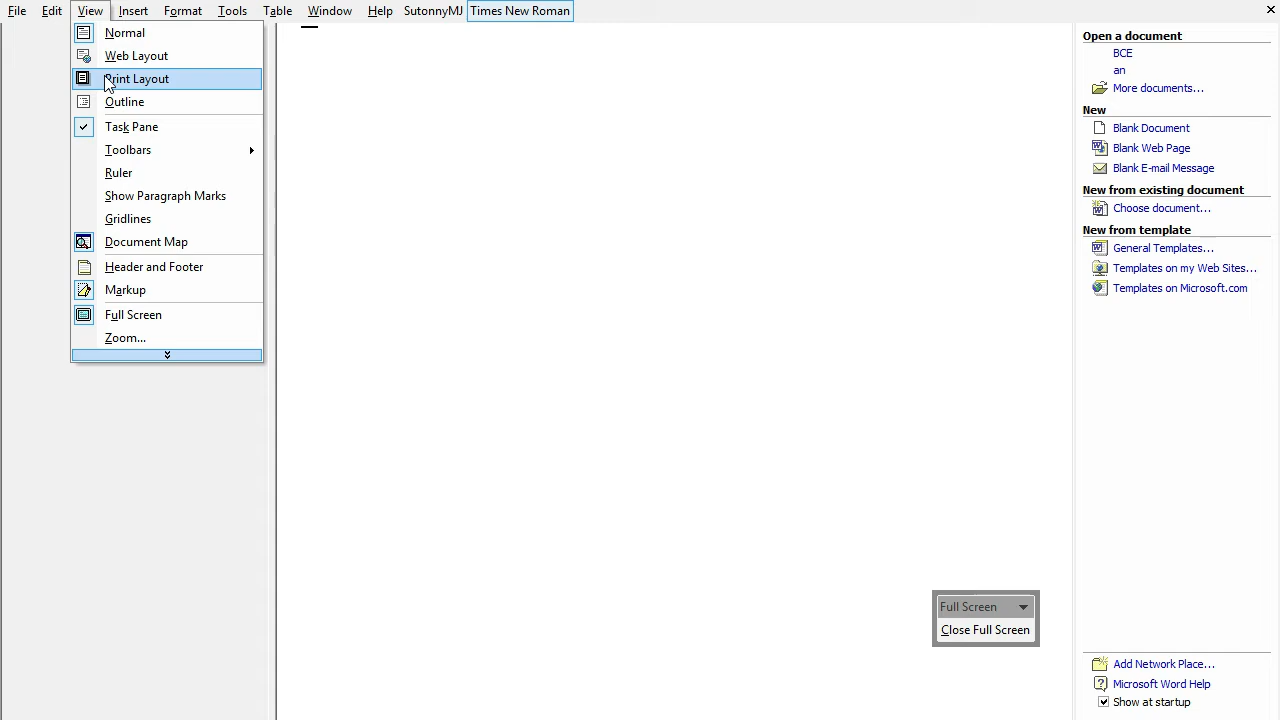 File Edit View Insert Format Tools Table Window Help SutonnyMJ Times New Roman
Normal
Web Layout
Print Layout
Outline
Task Pane
Toolbars
Ruler
Show Paragraph Marks
Gridlines
Document Map
Header and Footer
Markup
Full Screen
Zoom...
Full Screen
Close Full Screen
Open a document
BCE
an
More documents...
New
Blank Document
Blank Web Page
Blank E-mail Message
New from existing document
Choose document...
New from template
General Templates...
Templates on my Web Sites...
Templates on Microsoft.com
Add Network Place...
Microsoft Word Help
Show at startup